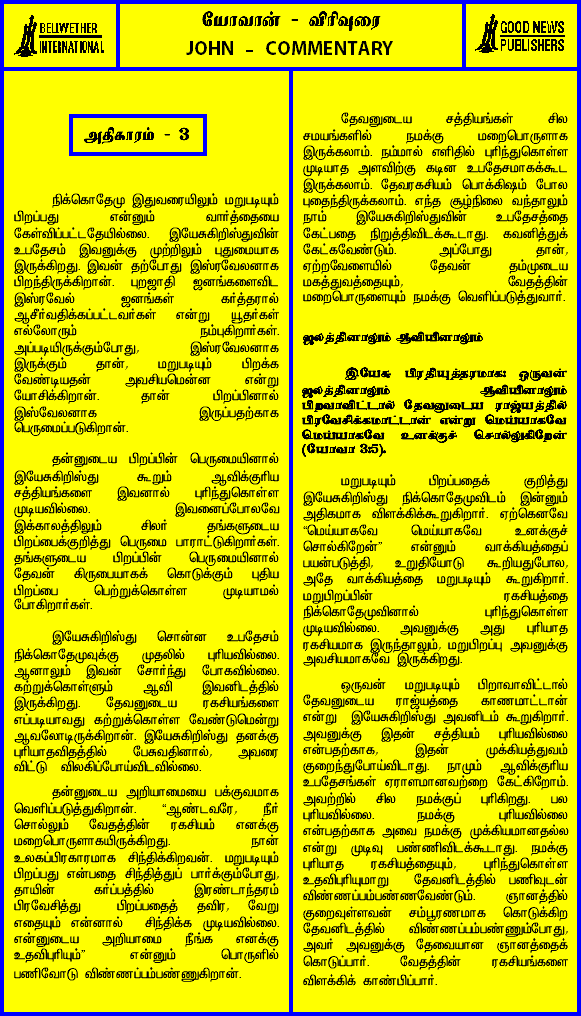 BELWETHER
INTERNATIONAL
யோவான் - விரிவுரை
JOHN - COMMENTARY
GOOD NEWS
PUBLISHERS
அதிகாரம் - 3
நிக்கொதேமு இதுவரையிலும் மறுபடியும்
பிறப்பது என்னும் வார்த்தையை
கேள்விப்பட்டதேயில்லை. இயேசுகிறிஸ்துவின்
உபதேசம் இவனுக்கு முற்றிலும் புதுமையாக
இருக்கிறது. இவன் தற்போது இஸ்ரவேலனாக
பிறந்திருக்கிறான். புறஜாதி ஜனங்களைவிட
இஸ்ரவேல் ஜனங்கள் கர்த்தரால்
ஆசீர்வதிக்கப்பட்டவர்கள் என்று யூதர்கள்
எல்லோரும் நம்புகிறார்கள்.
அப்படியிருக்கும்போது, இஸ்ரவேலனாக
இருக்கும் தான், மறுபடியும் பிறக்க
வேண்டியதன் அவசியமென்ன என்று
யோசிக்கிறான். தான் பிறப்பினால்
இஸ்வேலனாக இருப்பதற்காக
பெருமைப்படுகிறான்.
தன்னுடைய பிறப்பின் பெருமையினால்
இயேசுகிறிஸ்து கூறும் ஆவிக்குரிய
சத்தியங்களை இவனால் புரிந்துகொள்ள
முடியவில்லை. இவனைப்போலவே
இக்காலத்திலும் சிலர் தங்களுடைய
பிறப்பைக்குறித்து பெருமை பாராட்டுகிறார்கள்.
தங்களுடைய பிறப்பின் பெருமையினால்
தேவன் கிருபையாகக் கொடுக்கும் புதிய
பிறப்பை பெற்றுக்கொள்ள முடியாமல்
போகிறார்கள்.
இயேசுகிறிஸ்து சொன்ன உபதேசம்
நிக்கொதேமுவுக்கு முதலில் புரியவில்லை.
ஆனாலும் இவன் சோர்ந்து போகவில்லை.
கற்றுக்கொள்ளும் ஆவி இவனிடத்தில்
இருக்கிறது. தேவனுடைய ரகசியங்களை
எப்படியாவது கற்றுக்கொள்ள வேண்டுமென்று
ஆவலோடிருக்கிறான். இயேசுகிறிஸ்து தனக்கு
புரியாதவிதத்தில் பேசுவதினால், அவரை
விட்டு விலகிப்போய்விடவில்லை.
தன்னுடைய அறியாமையை பக்குவமாக
வெளிப்படுத்துகிறான். “ஆண்டவரே, நீர்
சொல்லும் வேதத்தின் ரகசியம் எனக்கு
மறைபொருளாகயிருக்கிறது. நான்
உலகப்பிரகாரமாக சிந்திக்கிறவன். மறுபடியும்
பிறப்பது என்பதை சிந்தித்துப் பார்க்கும்போது,
தாயின் கர்ப்பத்தில் இரண்டாந்தரம்
பிரவேசித்து பிறப்பதைத் தவிர, வேறு
எதையும் என்னால் சிந்திக்க முடியவில்லை.
என்னுடைய அறியாமை நீங்க எனக்கு
உதவிபுரியும்” என்னும் பொருளில்
பணிவோடு விண்ணப்பம்பண்ணுகிறான்.
தேவனுடைய சத்தியங்கள் சில
சமயங்களில் நமக்கு மறைபொருளாக
இருக்கலாம். நம்மால் எளிதில் புரிந்துகொள்ள
முடியாத அளவிற்கு கடின உபதேசமாகக்கூட
இருக்கலாம். தேவரகசியம் பொக்கிஷம் போல
புதைந்திருக்கலாம். எந்த சூழ்நிலை வந்தாலும்
நாம் இயேசுகிறிஸ்துவின் உபதேசத்தை
கேட்பதை நிறுத்திவிடக்கூடாது. கவனித்துக்
கேட்கவேண்டும். அப்போது தான்,
ஏற்றவேளையில் தேவன் தம்முடைய
மகத்துவத்தையும், வேதத்தின்
மறைபொருளையும் நமக்கு வெளிப்படுத்துவார்.
ஜலத்தினாலும் ஆவியினாலும்
இயேசு பிரதியுத்தரமாக: ஒருவன்
ஜலத்தினாலும் ஆவியினாலும்
பிறவாவிட்டால் தேவனுடைய ராஜ்யத்தில்
பிரவேசிக்கமாட்டான் என்று மெய்யாகவே
மெய்யாகவே உனக்குச் சொல்லுகிறேன்
(யோவா 3:5).
மறுபடியும் பிறப்பதைக் குறித்து
இயேசுகிறிஸ்து நிக்கொதேமுவிடம் இன்னும்
அதிகமாக விளக்கிக்கூறுகிறார். ஏற்கெனவே
“மெய்யாகவே மெய்யாகவே உனக்குச்
சொல்கிறேன்” என்னும் வாக்கியத்தைப்
பயன்படுத்தி, உறுதியோடு கூறியதுபோல,
அதே வாக்கியத்தை மறுபடியும் கூறுகிறார்.
மறுபிறப்பின் ரகசியத்தை
நிக்கொதேமுவினால் புரிந்துகொள்ள
முடியவில்லை. அவனுக்கு அது புரியாத
ரகசியமாக இருந்தாலும், மறுபிறப்பு அவனுக்கு
அவசியமாகவே இருக்கிறது.
ஒருவன் மறுபடியும் பிறாவாவிட்டால்
தேவனுடைய ராஜ்யத்தை காணமாட்டான்
என்று இயேசுகிறிஸ்து அவனிடம் கூறுகிறார்.
அவனுக்கு இதன் சத்தியம் புரியவில்லை
என்பதற்காக, இதன் முக்கியத்துவம்
குறைந்துபோய்விடாது. நாமும் ஆவிக்குரிய
உபதேசங்கள் ஏராளமானவற்றை கேட்கிறோம்.
அவற்றில் சில நமக்குப் புரிகிறது. பல
புரியவில்லை. நமக்கு புரியவில்லை
என்பதற்காக அவை நமக்கு முக்கியமானதல்ல
என்று முடிவு பண்ணிவிடக்கூடாது. நமக்கு
புரியாத ரகசியத்தையும், புரிந்துகொள்ள
உதவிபுரியுமாறு தேவனிடத்தில் பணிவுடன்
விண்ணப்பம்பண்ணவேண்டும். ஞானத்தில்
குறைவுள்ளவன் சம்பூரணமாக கொடுக்கிற
தேவனிடத்தில் விண்ணப்பம்பண்ணும்போது,
அவர் அவனுக்கு தேவையான ஞானத்தைக்
கொடுப்பார். வேதத்தின் ரகசியங்களை
விளக்கிக் காண்பிப்பார்.